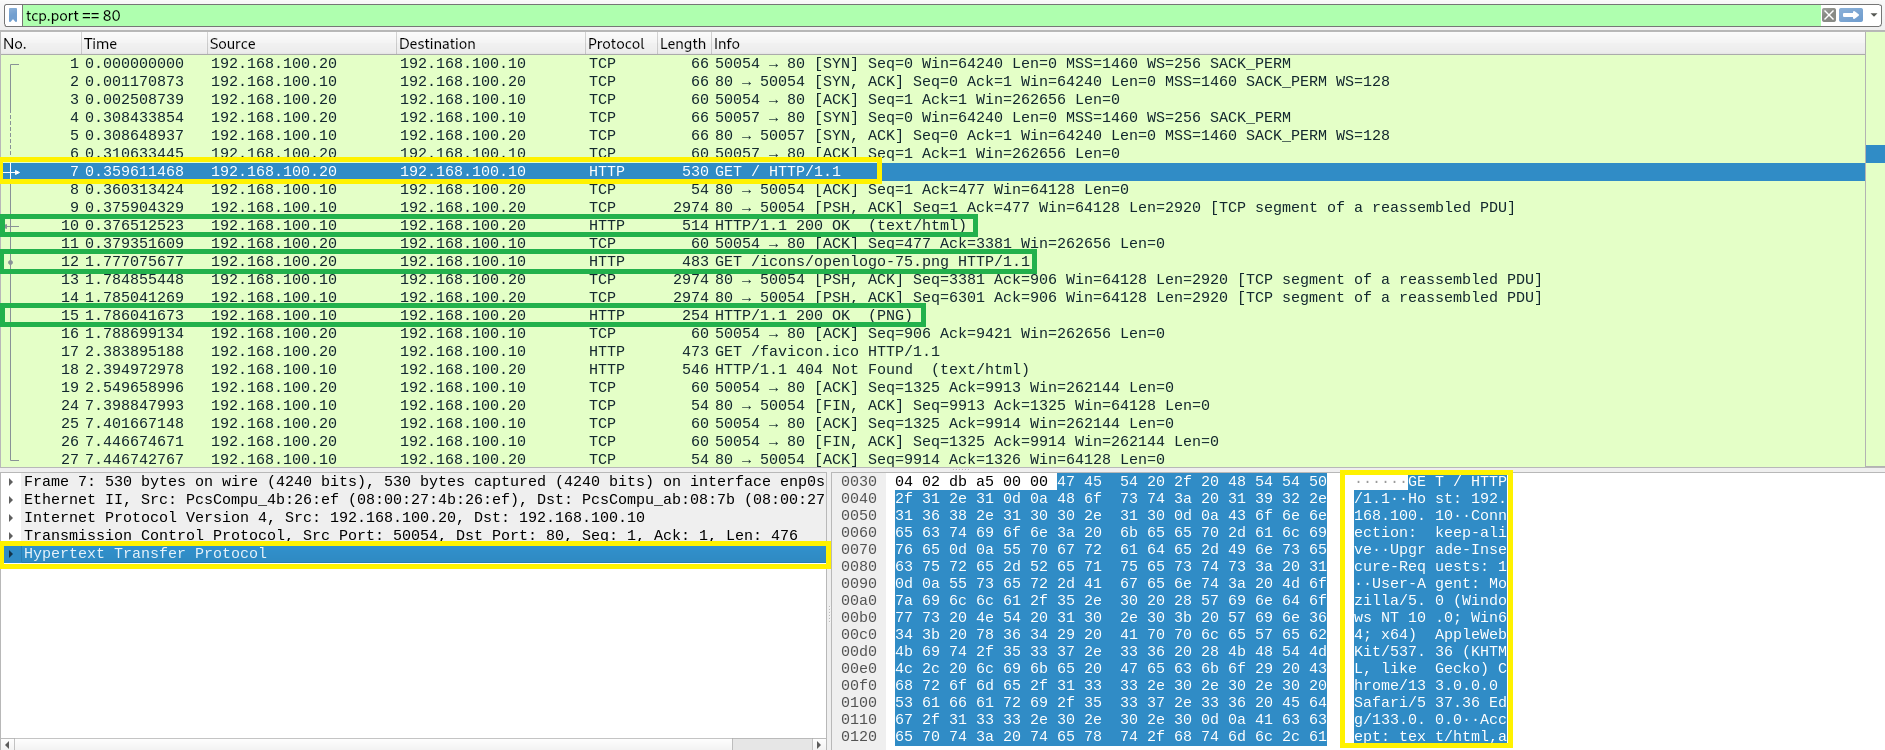 tcp.port == 80
No. Time Source Destination Protocol Length Info
1 0.000000000 192.168.100.20 192.168.100.10 TCP 66 50054 → 80 [SYN] Seq=0 Win=64240 Len=0 MSS=1460 WS=256 SACK_PERM
2 0.001170873 192.168.100.10 192.168.100.20 TCP 66 80 → 50054 [SYN, ACK] Seq=0 Ack=1 Win=64240 Len=0 MSS=1460 SACK_PERM WS=128
3 0.002508739 192.168.100.20 192.168.100.10 TCP 60 50054 → 80 [ACK] Seq=1 Ack=1 Win=262656 Len=0
4 0.308433854 192.168.100.20 192.168.100.10 TCP 66 50057 → 80 [SYN] Seq=0 Win=64240 Len=0 MSS=1460 WS=256 SACK_PERM
5 0.308648937 192.168.100.10 192.168.100.20 TCP 66 80 → 50057 [SYN, ACK] Seq=0 Ack=1 Win=64240 Len=0 MSS=1460 SACK_PERM WS=128
6 0.310633445 192.168.100.20 192.168.100.10 TCP 60 50057 → 80 [ACK] Seq=1 Ack=1 Win=262656 Len=0
7 0.359611468 192.168.100.20 192.168.100.10 HTTP 530 GET / HTTP/1.1
8 0.360313424 192.168.100.10 192.168.100.20 TCP 54 80 → 50054 [ACK] Seq=1 Ack=477 Win=64128 Len=0
9 0.375904329 192.168.100.10 192.168.100.20 TCP 2974 80 → 50054 [PSH, ACK] Seq=1 Ack=477 Win=64128 Len=2920 [TCP segment of a reassembled PDU]
10 0.376512523 192.168.100.10 192.168.100.20 HTTP 514 HTTP/1.1 200 OK (text/html)
11 0.379351609 192.168.100.20 192.168.100.10 TCP 60 50054 → 80 [ACK] Seq=477 Ack=3381 Win=262656 Len=0
12 1.777075677 192.168.100.20 192.168.100.10 HTTP 483 GET /icons/openlogo-75.png HTTP/1.1
13 1.784855448 192.168.100.10 192.168.100.20 TCP 2974 80 → 50054 [PSH, ACK] Seq=3381 Ack=906 Win=64128 Len=2920 [TCP segment of a reassembled PDU]
14 1.785041269 192.168.100.10 192.168.100.20 TCP 2974 80 → 50054 [PSH, ACK] Seq=6301 Ack=906 Win=64128 Len=2920 [TCP segment of a reassembled PDU]
15 1.786041673 192.168.100.10 192.168.100.20 HTTP 254 HTTP/1.1 200 OK (PNG)
16 1.788699134 192.168.100.20 192.168.100.10 TCP 60 50054 → 80 [ACK] Seq=906 Ack=9421 Win=262656 Len=0
17 2.383895188 192.168.100.20 192.168.100.10 HTTP 473 GET /favicon.ico HTTP/1.1
18 2.394972978 192.168.100.10 192.168.100.20 HTTP 546 HTTP/1.1 404 Not Found (text/html)
19 2.549658996 192.168.100.20 192.168.100.10 TCP 60 50054 → 80 [ACK] Seq=1325 Ack=9913 Win=262144 Len=0
24 7.398847993 192.168.100.10 192.168.100.20 TCP 54 80 → 50054 [FIN, ACK] Seq=9913 Ack=1325 Win=64128 Len=0
25 7.401667148 192.168.100.20 192.168.100.10 TCP 60 50054 → 80 [ACK] Seq=1325 Ack=9914 Win=262144 Len=0
26 7.446674671 192.168.100.20 192.168.100.10 TCP 60 50054 → 80 [FIN, ACK] Seq=1325 Ack=9914 Win=262144 Len=0
27 7.446742767 192.168.100.10 192.168.100.20 TCP 54 80 → 50054 [ACK] Seq=9914 Ack=1326 Win=64128 Len=0
Frame 7: 530 bytes on wire (4240 bits), 530 bytes captured (4240 bits) on interface enp0s
Ethernet II, Src: PcsCompu_4b:26:ef (08:00:27:4b:26:ef), Dst: PcsCompu_ab:08:7b (08:00:27
Internet Protocol Version 4, Src: 192.168.100.20, Dst: 192.168.100.10
Transmission Control Protocol, Src Port: 50054, Dst Port: 80, Seq: 1, Ack: 1, Len: 476
Hypertext Transfer Protocol
0030 04 02 db a5 00 00 47 45 54 20 2f 20 48 54 54 50 ······GE T / HTTP
0040 2f 31 2e 31 0d 0a 48 6f 73 74 3a 20 31 39 32 2e /1.1··Ho st: 192.
0050 31 36 38 2e 31 30 30 2e 31 30 0d 0a 43 6f 6e 6e 168.100. 10··Conn
0060 65 63 74 69 6f 6e 3a 20 6b 65 65 70 2d 61 6c 69 ection: keep-ali
0070 76 65 0d 0a 55 70 67 72 61 64 65 2d 49 6e 73 65 ve··Upgr ade-Inse
0080 63 75 72 65 2d 52 65 71 75 65 73 74 73 3a 20 31 cure-Req uests: 1
0090 0d 0a 55 73 65 72 2d 41 67 65 6e 74 3a 20 4d 6f ··User-A gent: Mo
00a0 7a 69 6c 6c 61 2f 35 2e 30 20 28 57 69 6e 64 6f zilla/5. 0 (Windo
00b0 77 73 20 4e 54 20 31 30 2e 30 3b 20 57 69 6e 36 ws NT 10 .0; Win6
00c0 34 3b 20 78 36 34 29 20 41 70 70 6c 65 57 65 62 4; x64) AppleWeb
00d0 4b 69 74 2f 35 33 37 2e 33 36 20 28 4b 48 54 4d Kit/537. 36 (KHTM
00e0 4c 2c 20 6c 69 6b 65 20 47 65 63 6b 6f 29 20 43 L, like Gecko) C
00f0 68 72 6f 6d 65 2f 31 33 33 2e 30 2e 30 2e 30 20 hrome/13 3.0.0.0
0100 53 61 66 61 72 69 2f 35 33 37 2e 33 36 20 45 64 Safari/5 37.36 Ed
0110 67 2f 31 33 33 2e 30 2e 30 2e 30 0d 0a 41 63 63 g/133.0. 0.0··Acc
0120 65 70 74 3a 20 74 65 78 74 2f 68 74 6d 6c 2c 61 ept: tex t/html,a